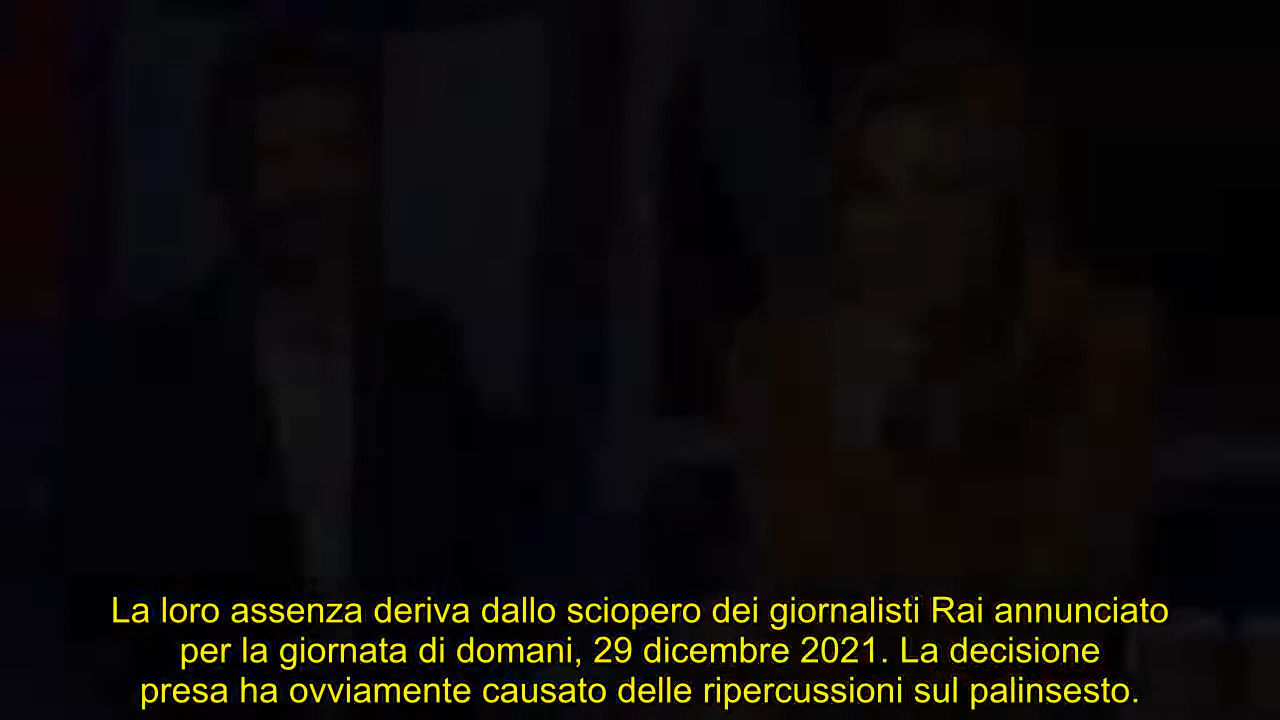 La loro assenza deriva dallo sciopero dei giornalisti Rai annunciato
per la giornata di domani, 29 dicembre 2021. La decisione
presa ha ovviamente causato delle ripercussioni sul palinsesto.